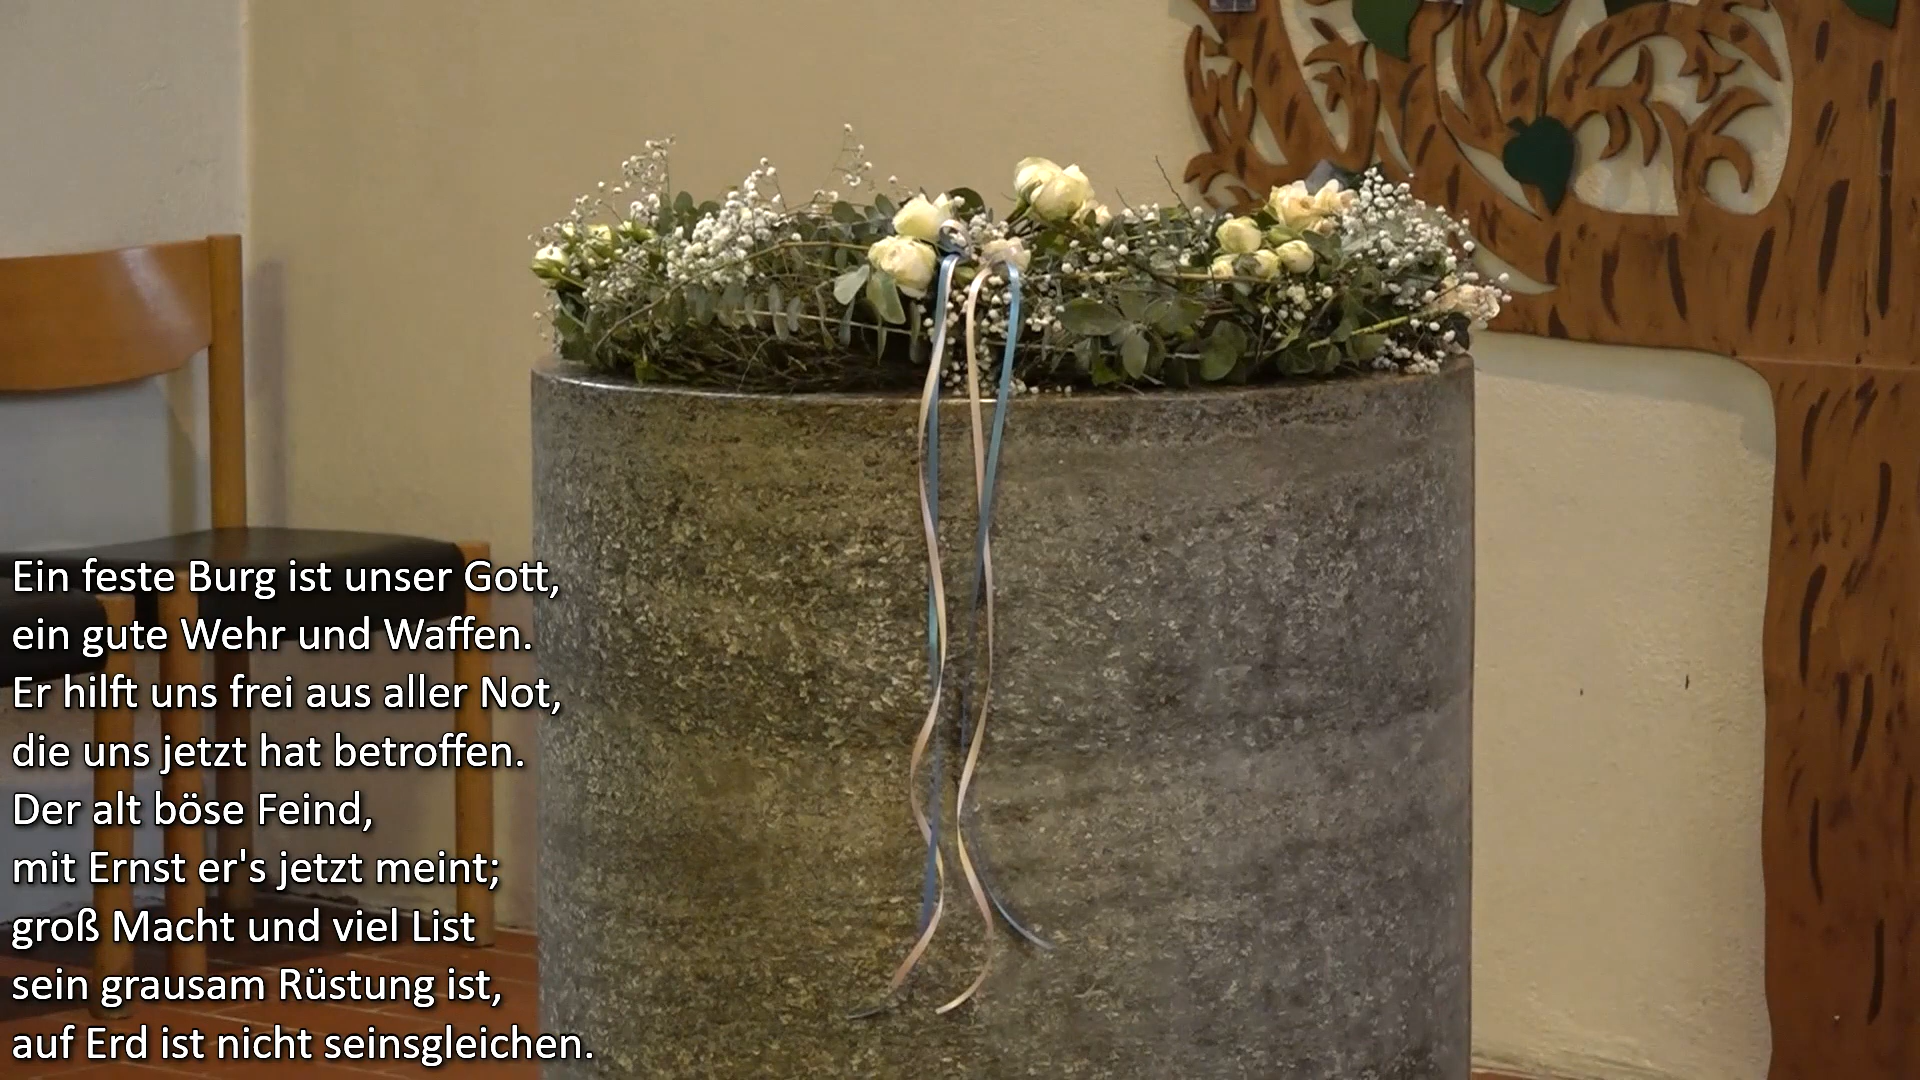 Ein feste Burg ist unser Gott,
ein gute Wehr und Waffen.
Er hilft uns frei aus aller Not,
die uns jetzt hat betroffen.
Der alt böse Feind,
mit Ernst er's jetzt meint;
groß Macht und viel List
sein grausam Rüstung ist,
auf Erd ist nicht seinsgleichen.